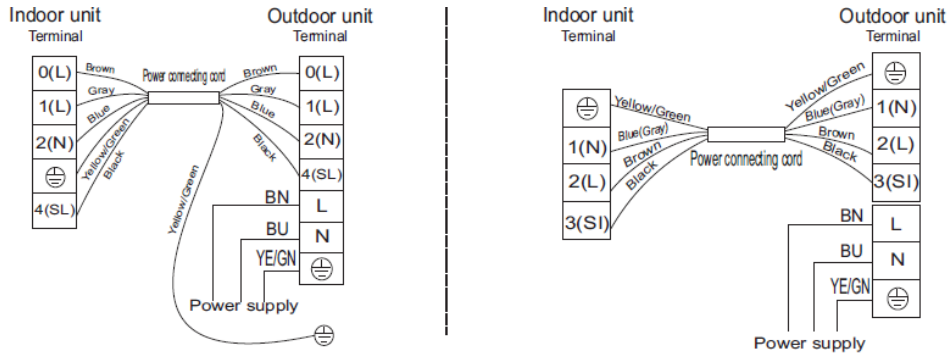 Indoor unit
Terminal
Outdoor unit
Terminal
0(L)
1(L)
2(N)
4(SL)
Brown
Gray
Blue
Yellow/Green
Black
Power connecting cord
Brown
Gray
Blue
Black
Yellow/Green
0(L)
1(L)
2(N)
4(SL)
L
N
BN
BU
YE/GN
Power supply
Indoor unit
Terminal
Outdoor unit
Terminal
1(N)
2(L)
3(SI)
Yellow/Green
Blue(Gray)
Brown
Black
Power connecting cord
Yellow/Green
Blue(Gray)
Brown
Black
1(N)
2(L)
3(SI)
L
N
BN
BU
YE/GN
Power supply